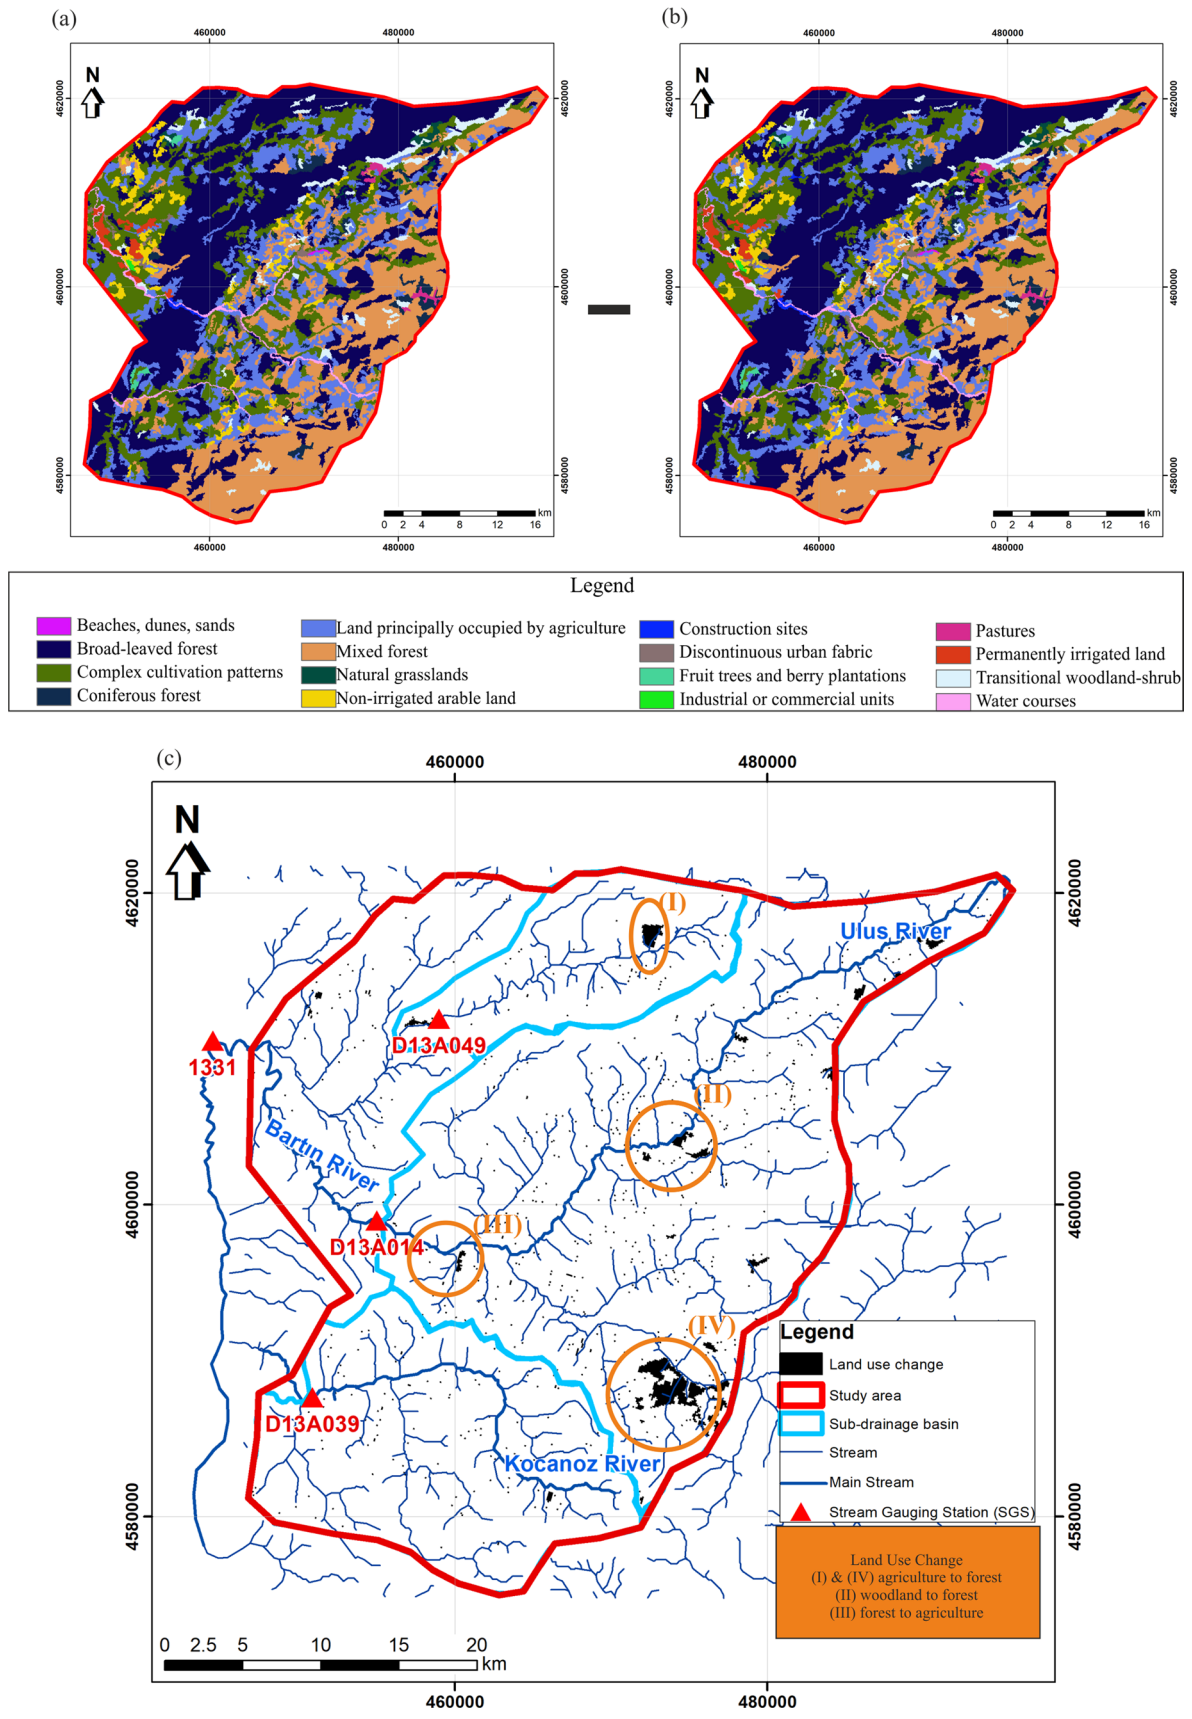 (a)
(b)
460000
480000
460000
480000
N
N
4620000
4620000
4620000
4620000
4600000
4600000
4600000
4600000
4580000
4580000
4580000
4580000
km
0 2 4 8 12 16
km
0 2 4 8 12 16
460000
480000
460000
480000
Legend
Beaches, dunes, sands
Broad-leaved forest
Complex cultivation patterns
Coniferous forest
Land principally occupied by agriculture
Mixed forest
Natural grasslands
Non-irrigated arable land
Construction sites
Discontinuous urban fabric
Fruit trees and berry plantations
Industrial or commercial units
Pastures
Permanently irrigated land
Transitional woodland-shrub
Water courses
(c)
460000
480000
N
4620000
4620000
(I)
Ulus River
D13A049
1331
(II)
Bartın River
4600000
4600000
(III)
D13A014
(IV)
D13A039
Kocanoz River
4580000
4580000
Legend
Land use change
Study area
Sub-drainage basin
Stream
Main Stream
Stream Gauging Station (SGS)
Land Use Change
(I) & (IV) agriculture to forest
(II) woodland to forest
(III) forest to agriculture
0 2.5 5 10 15 20
km
460000
480000